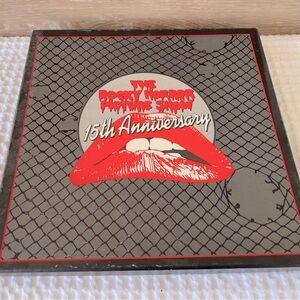 THE
ROCKY HORROR
PICTURE SHOW
15th Anniversary